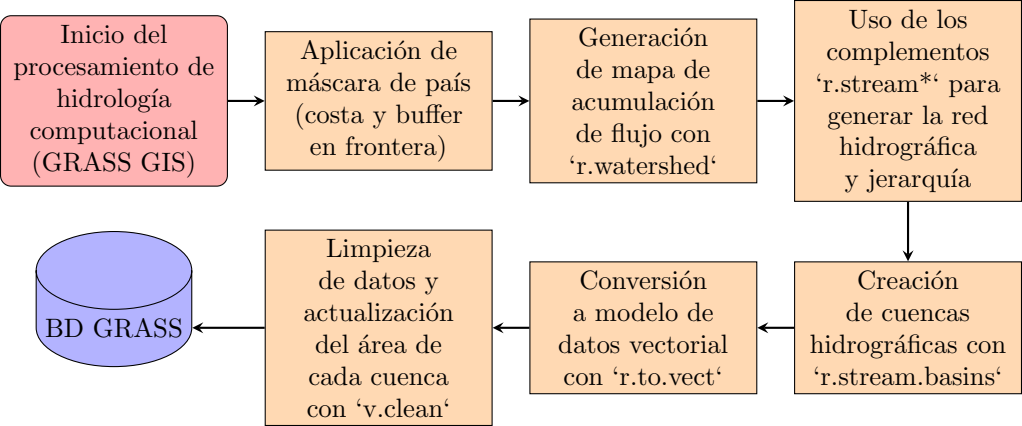 Inicio del
procesamiento de
hidrología
computacional
(GRASS GIS)
Aplicación de
máscara de país
(costa y buffer
en frontera)
Generación
de mapa de
acumulación
de flujo con
‘r.watershed‘
Uso de los
complementos
‘r.stream*‘ para
generar la red
hidrográfica
y jerarquía
Creación
de cuencas
hidrográficas con
‘r.stream.basins‘
Conversión
a modelo de
datos vectorial
con ‘r.to.vect‘
Limpieza
de datos y
actualización
del área de
cada cuenca
con ‘v.clean‘
BD GRASS